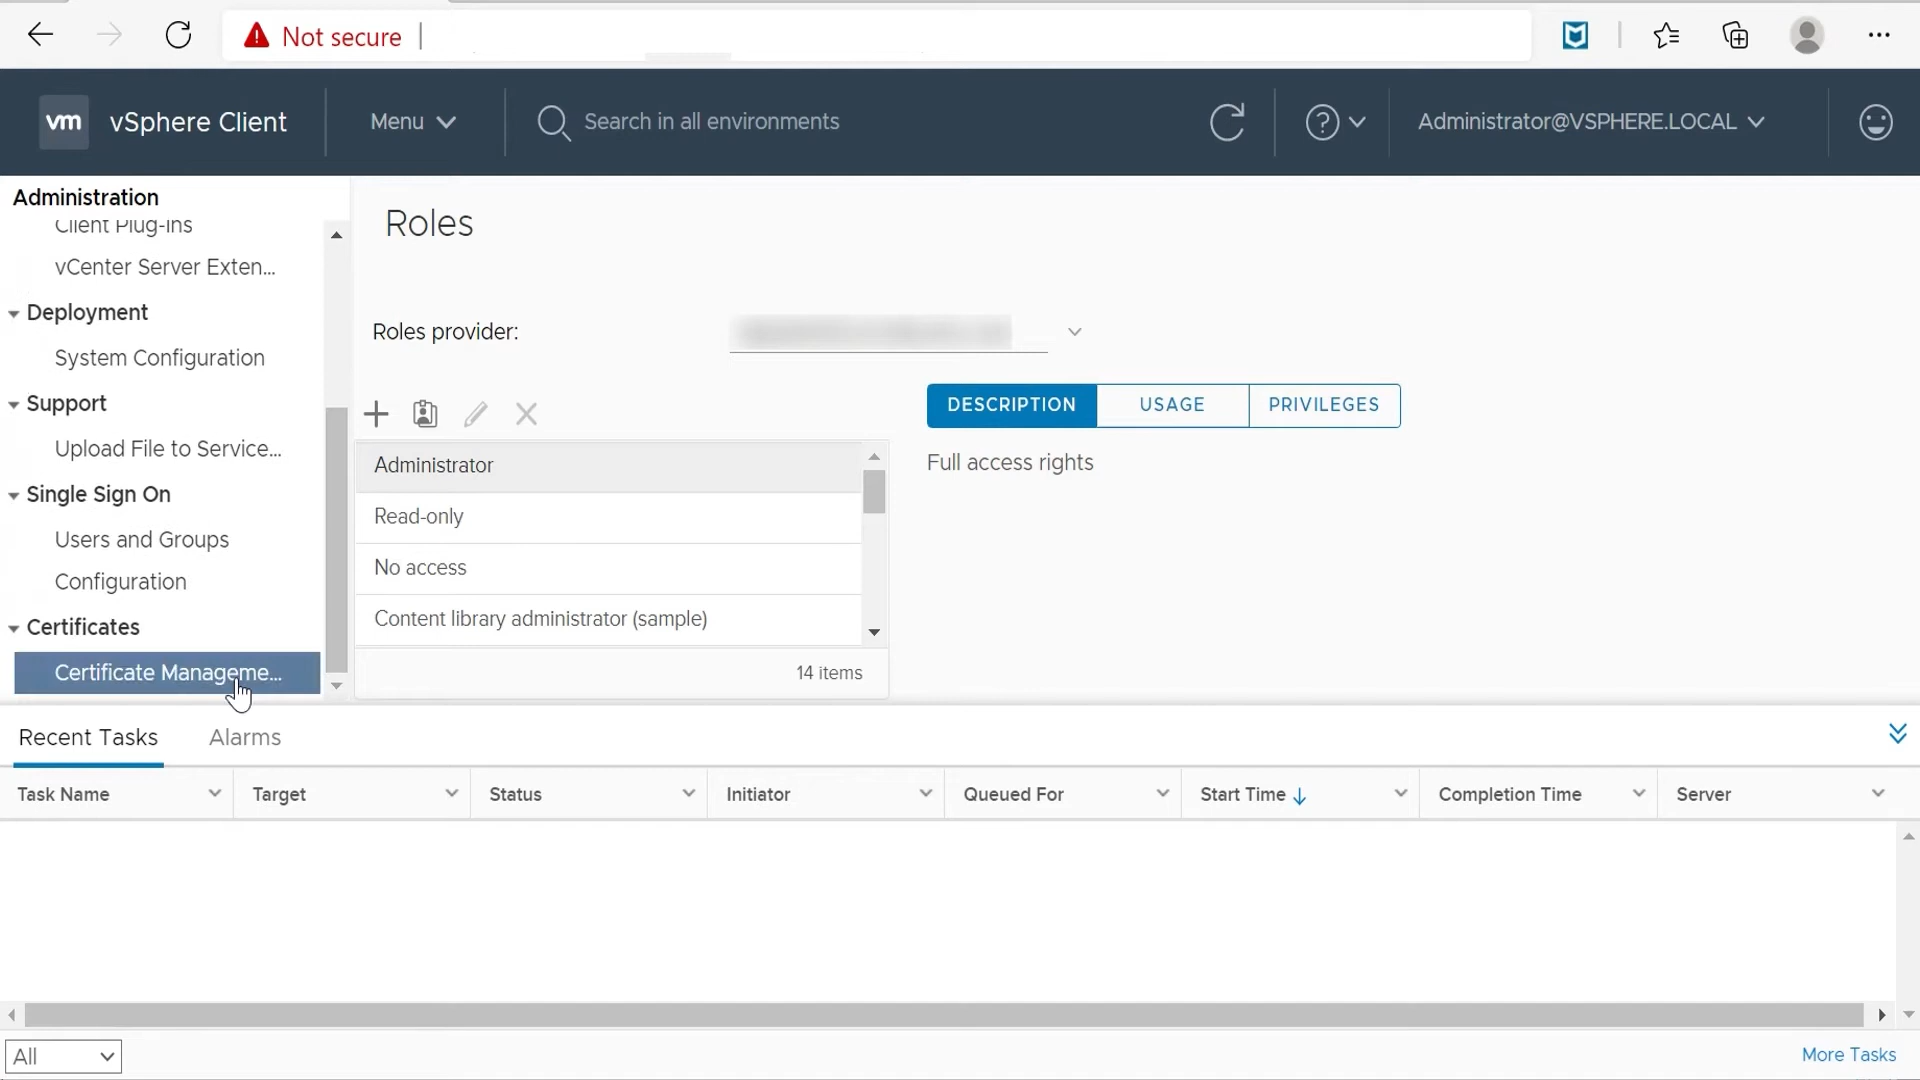 Not secure
vm vSphere Client Menu Search in all environments ? Administrator@VSPHERE.LOCAL
Administration
Client Plug-Ins
vCenter Server Exten...
Deployment
System Configuration
Support
Upload File to Service...
Single Sign On
Users and Groups
Configuration
Certificates
Certificate Manageme...
Roles
Roles provider:
Administrator
Read-only
No access
Content library administrator (sample)
14 items
DESCRIPTION USAGE PRIVILEGES
Full access rights
Recent Tasks Alarms
Task Name Target Status Initiator Queued For Start Time Completion Time Server
All More Tasks